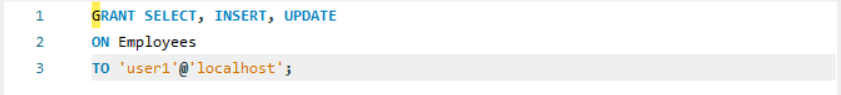 1 GRANT SELECT, INSERT, UPDATE
2 ON Employees
3 TO 'user1'@'localhost';